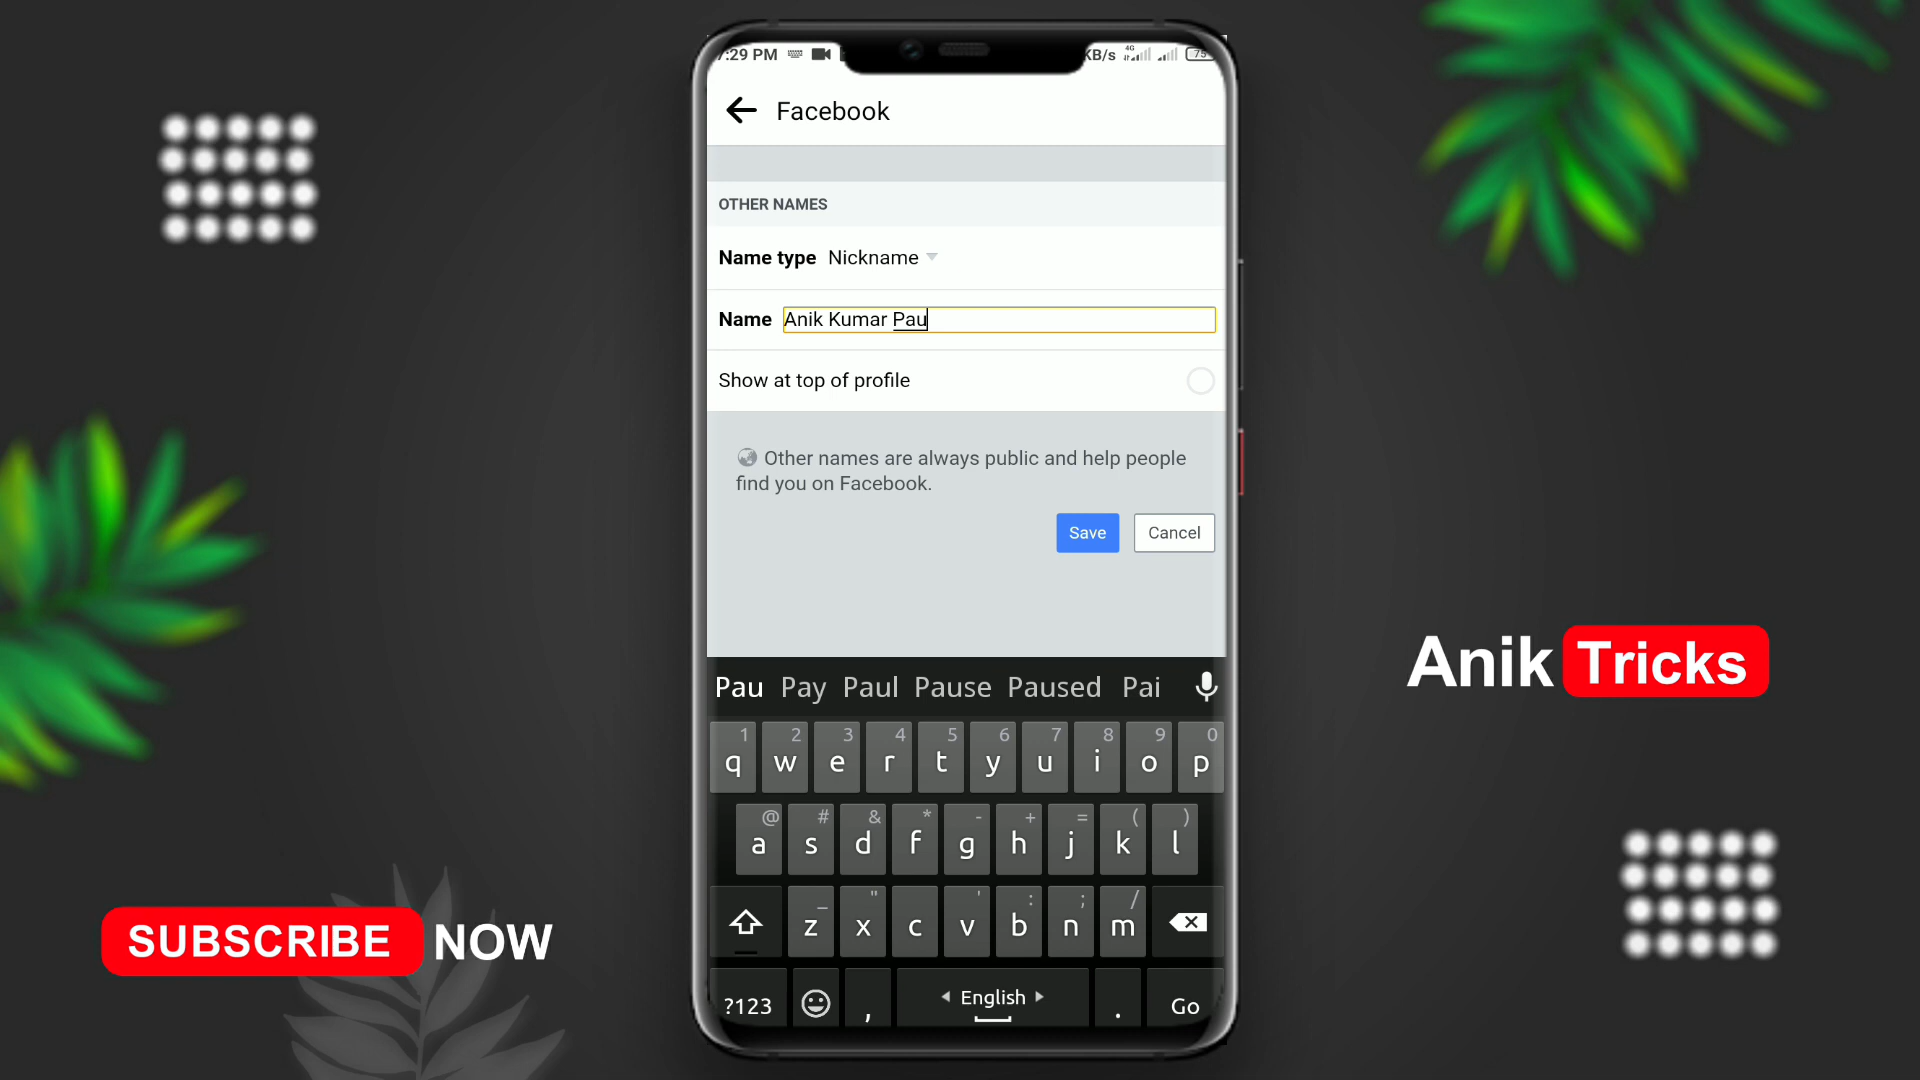 :29 PM
KB/s 4G 75
Facebook
OTHER NAMES
Name type Nickname
Name Anik Kumar Pau
Show at top of profile
Other names are always public and help people
find you on Facebook.
Save Cancel
Pau Pay Paul Pause Paused Pai
1 2 3 4 5 6 7 8 9 0
q w e r t y u i o p
@ # & * - + = ( )
a s d f g h j k l
_ " ' : ; /
z x c v b n m
?123 , English . Go
Anik Tricks
SUBSCRIBE NOW